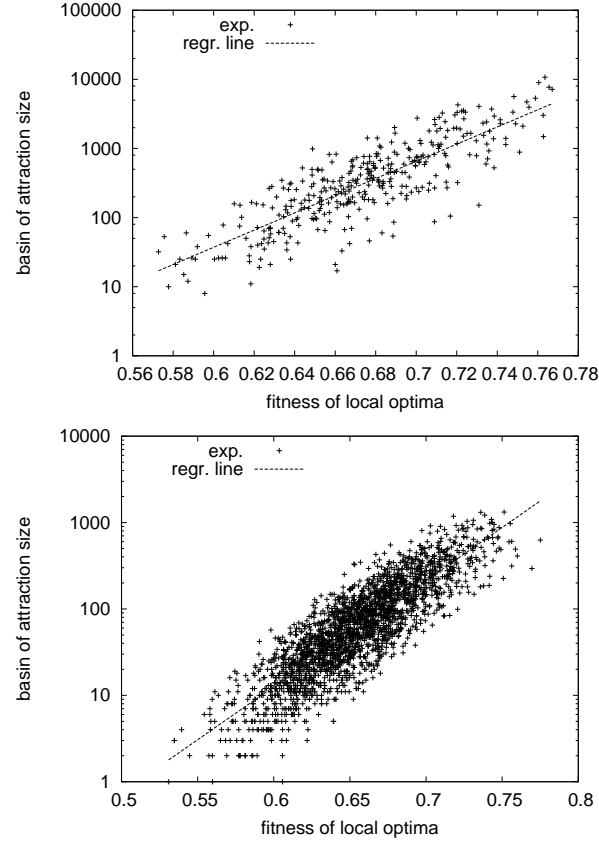 100000
10000
1000
100
10
1
basin of attraction size
exp.
regr. line
0.56 0.58 0.6 0.62 0.64 0.66 0.68 0.7 0.72 0.74 0.76 0.78
fitness of local optima
10000
1000
100
10
1
basin of attraction size
exp.
regr. line
0.5 0.55 0.6 0.65 0.7 0.75 0.8
fitness of local optima